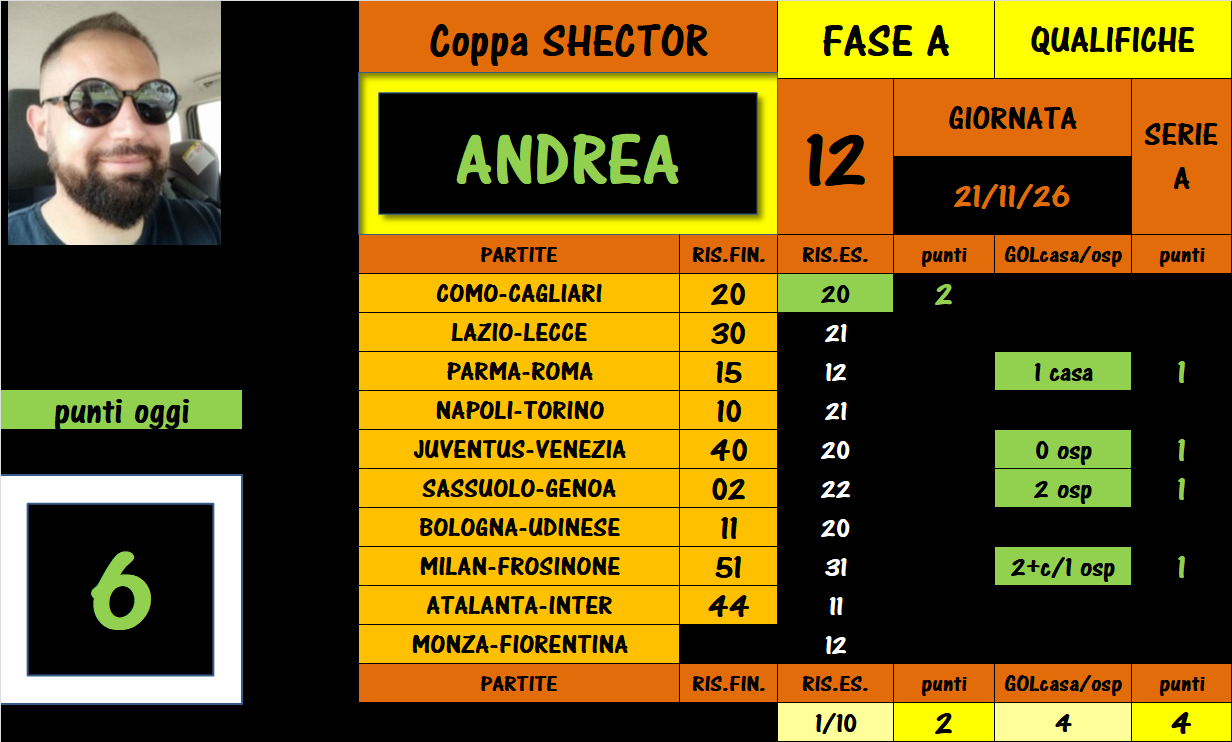 Coppa SHECTOR FASE A QUALIFICHE
ANDREA 12 GIORNATA SERIE A
21/11/26
PARTITE RIS.FIN. RIS.ES. punti GOLcasa/osp punti
COMO-CAGLIARI 20 20 2
LAZIO-LECCE 30 21
PARMA-ROMA 15 12 1 casa 1
punti oggi
NAPOLI-TORINO 10 21
JUVENTUS-VENEZIA 40 20 0 osp 1
SASSUOLO-GENOA 02 22 2 osp 1
BOLOGNA-UDINESE 11 20
6
MILAN-FROSINONE 51 31 2+c/1 osp 1
ATALANTA-INTER 44 11
MONZA-FIORENTINA 12
PARTITE RIS.FIN. RIS.ES. punti GOLcasa/osp punti
1/10 2 4 4